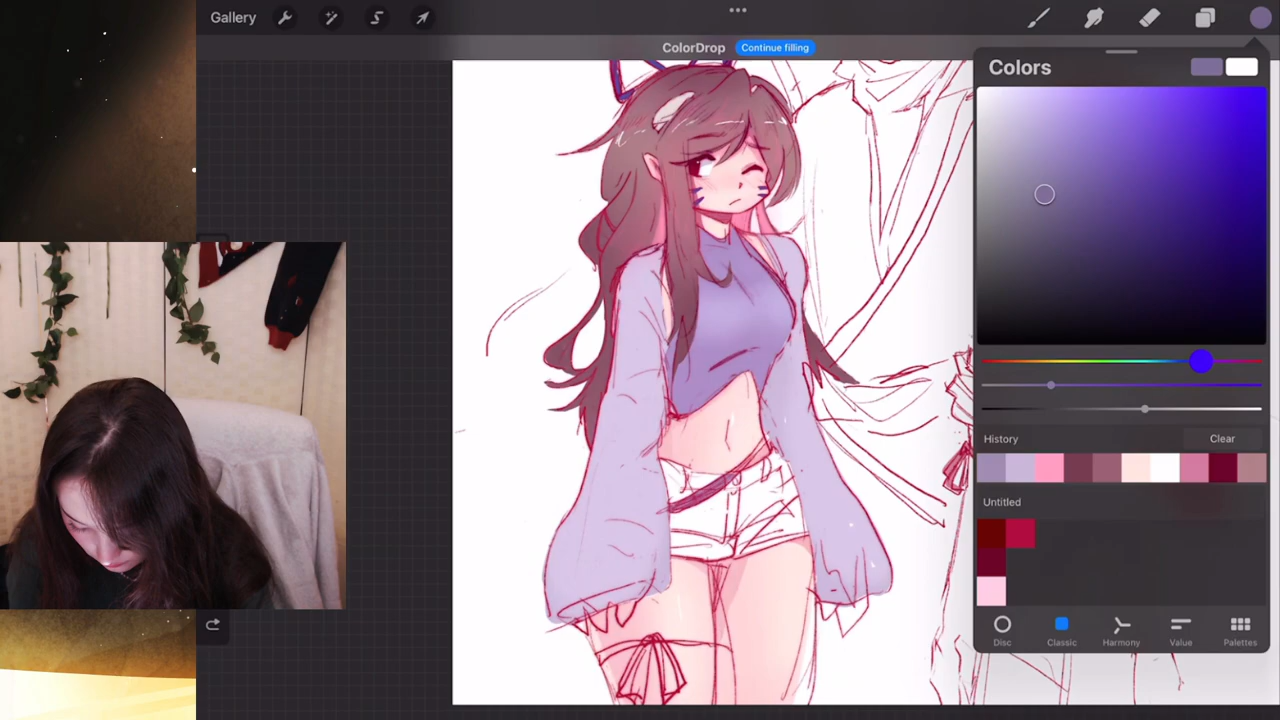 Gallery
ColorDrop Continue filling
Colors
History Clear
Untitled
Disc Classic Harmony Value Palettes